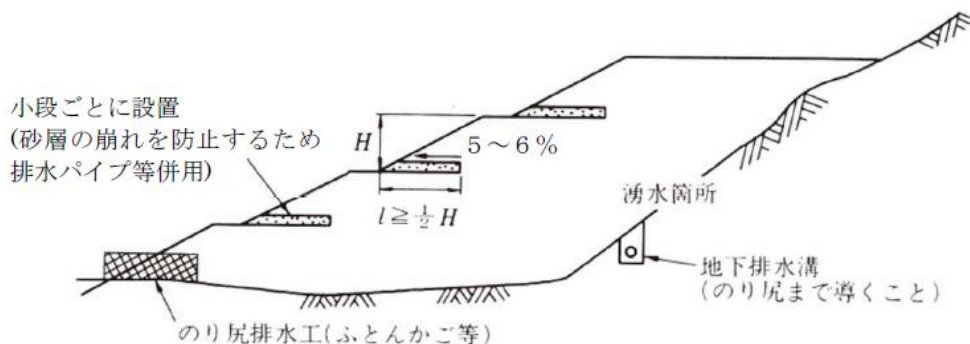 小段ごとに設置
(砂層の崩れを防止するため
排水パイプ等併用)
H
5～6%
l≧½H
湧水箇所
地下排水溝
(のり尻まで導くこと)
のり尻排水工(ふとんかご等)